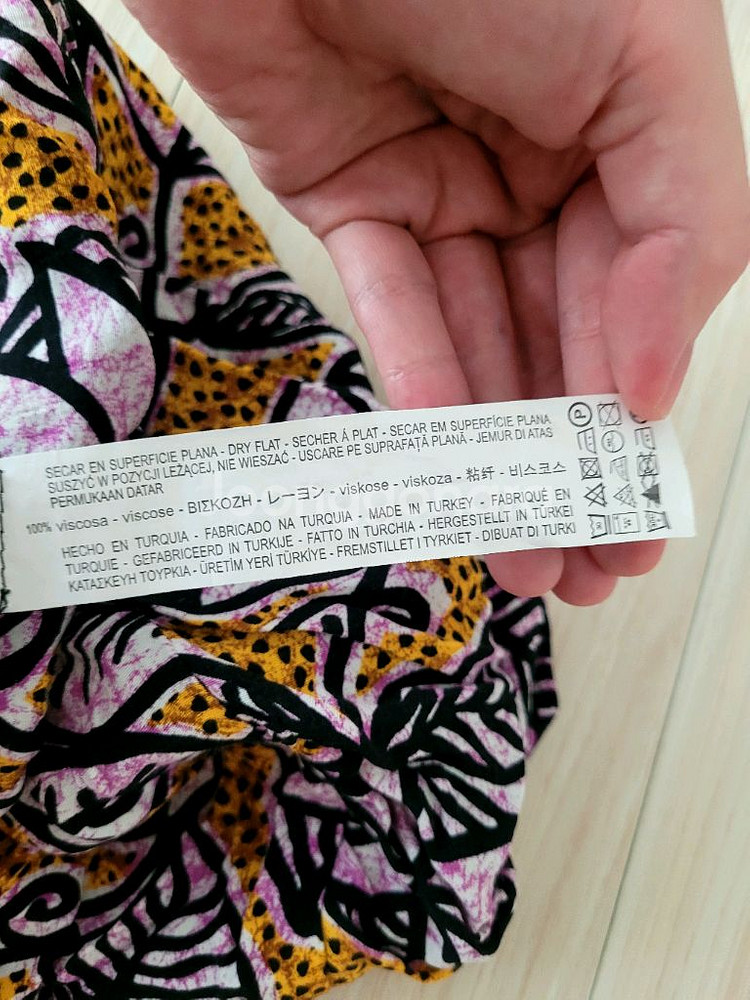 SECAR EN SUPERFICIE PLANA - DRY FLAT - SECHER Á PLAT - SECAR EM SUPERFÍCIE PLANA
SUSZYĆ W POZYCJI LEŻĄCEJ, NIE WIESZAĆ - USCARE PE SUPRAFAŢĂ PLANĂ - JEMUR DI ATAS
PERMUKAAN DATAR
100% viscosa - viscose - ΒΙΣΚΟΖΗ - レーヨン - viskose - viskoza - 粘纤 - 비스코스
HECHO EN TURQUIA - FABRICADO NA TURQUIA - MADE IN TURKEY - FABRIQUÉ EN
TURQUIE - GEFABRICEERD IN TURKIJE - FATTO IN TURCHIA - HERGESTELLT IN TÜRKEI
ΚΑΤΑΣΚΕΥΗ ΤΟΥΡΚΙΑ - ÜRETİM YERİ TÜRKİYE - FREMSTILLET I TYRKIET - DIBUAT DI TURKI
P